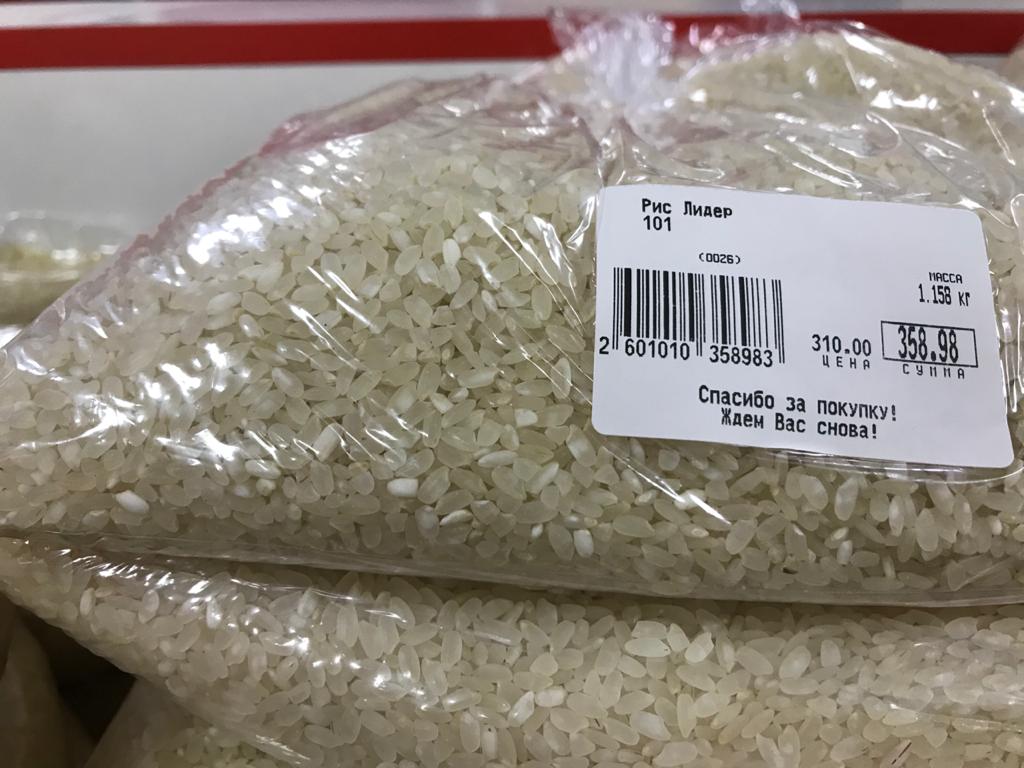 Рис Лидер
101
(0026)
МАССА
1.158 кг
2 601010 358983
310.00
ЦЕНА
358.98
СУММА
Спасибо за покупку!
Ждем Вас снова!